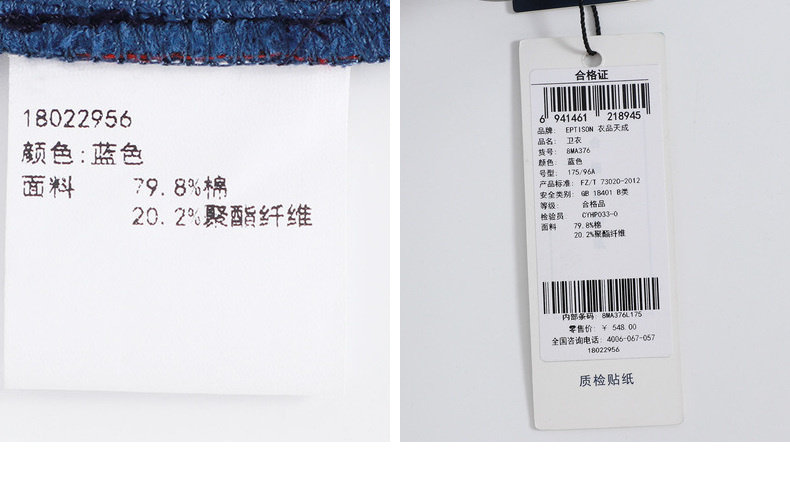 18022956
颜色:蓝色
面料 79.8%棉
20.2%聚酯纤维
合格证
6 941461 218945
品牌: EPTISON 衣品天成
品名: 卫衣
货号: 8MA376
颜色: 蓝色
号型: 175/96A
产品标准: FZ/T 73020-2012
安全类别: GB 18401 B类
等级: 合格品
检验员 CYHP033-0
面料 79.8%棉
20.2%聚酯纤维
内部条码: 8MA376L175
零售价: ¥ 548.00
全国咨询电话: 4006-067-057
18022956
质检贴纸